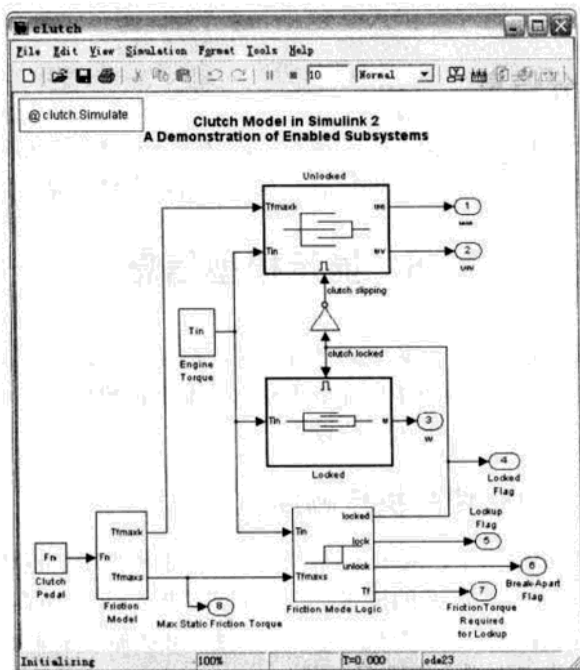 clutch
File Edit View Simulation Format Tools Help
10 Normal
@ clutch.Simulate
Clutch Model in Simulink 2
A Demonstration of Enabled Subsystems
Unlocked
Tfmaxk we 1
Tin wv 2
clutch slipping
Tin
Engine
Torque
clutch locked
Tin w 3
W
Locked
4
Locked
Flag
Lockup
Flag
Fn
Clutch
Pedal
Fn Tfmaxk
Tfmaxs
Friction
Model
8
Max Static Friction Torque
Tin locked
Tfmaxs lock 5
unlock 6
Tf 7
Friction Mode Logic
Break-Apart
Flag
Friction Torque
Required
for Lockup
Initializing 100% T=0.000 ode23